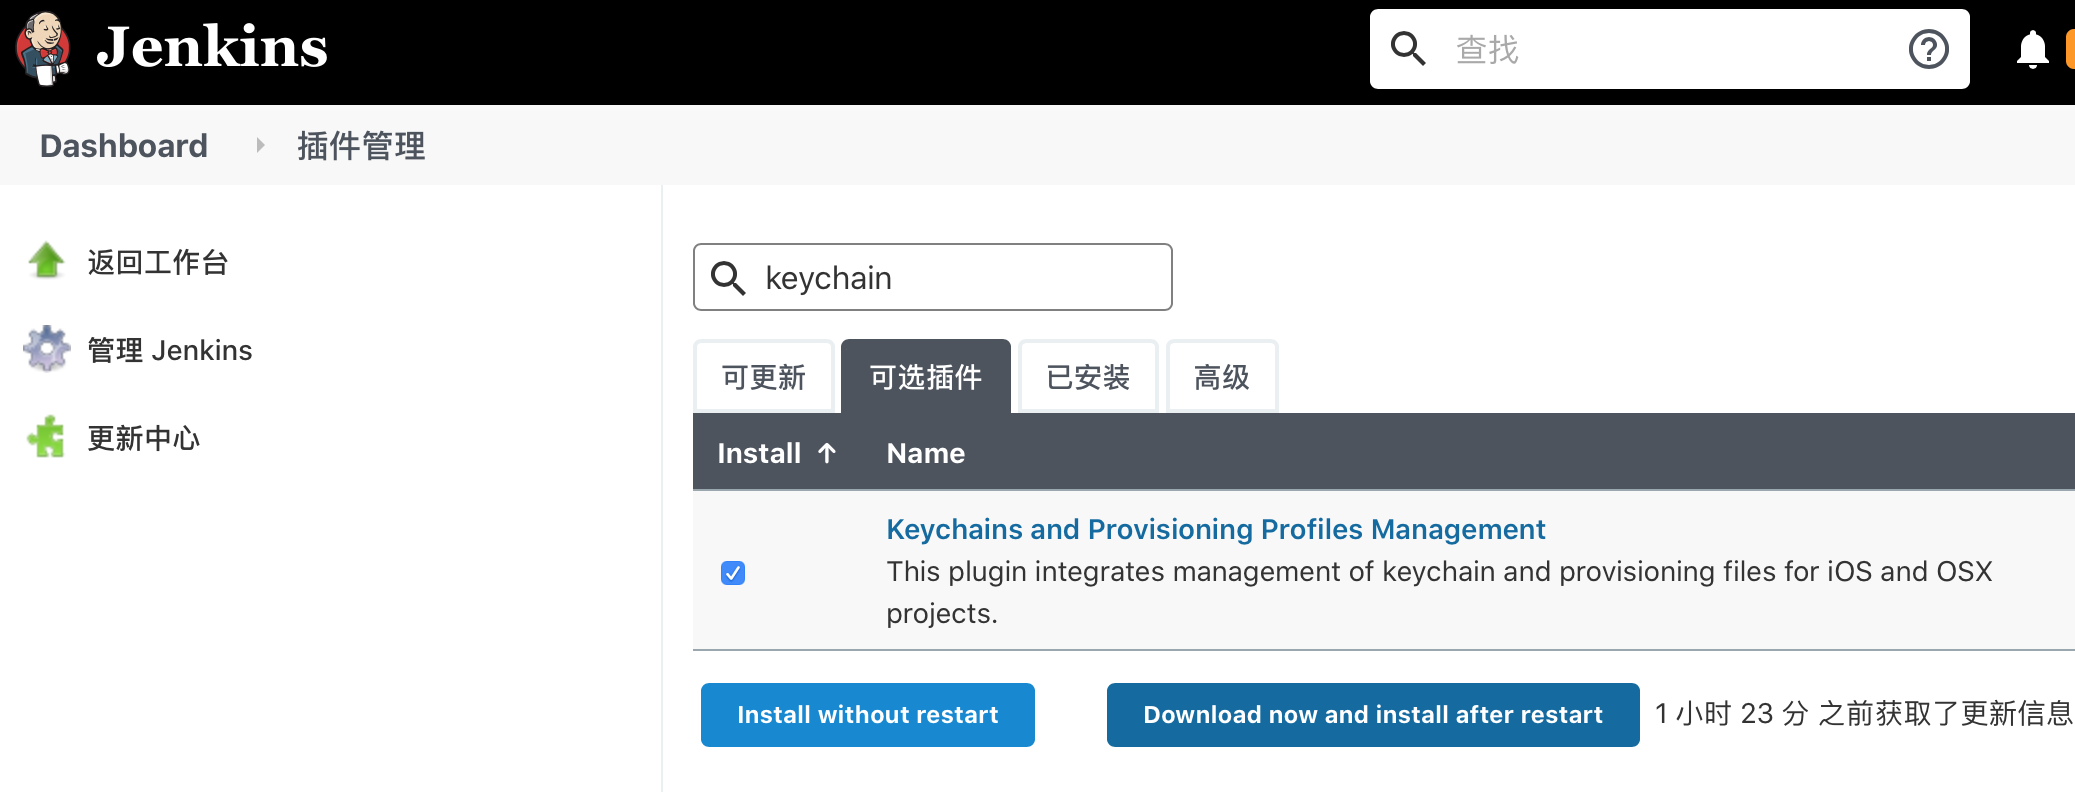 Jenkins
查找
Dashboard
插件管理
返回工作台
管理 Jenkins
更新中心
keychain
可更新
可选插件
已安装
高级
Install ↑ Name
Keychains and Provisioning Profiles Management
This plugin integrates management of keychain and provisioning files for iOS and OSX
projects.
Install without restart
Download now and install after restart
1 小时 23 分 之前获取了更新信息